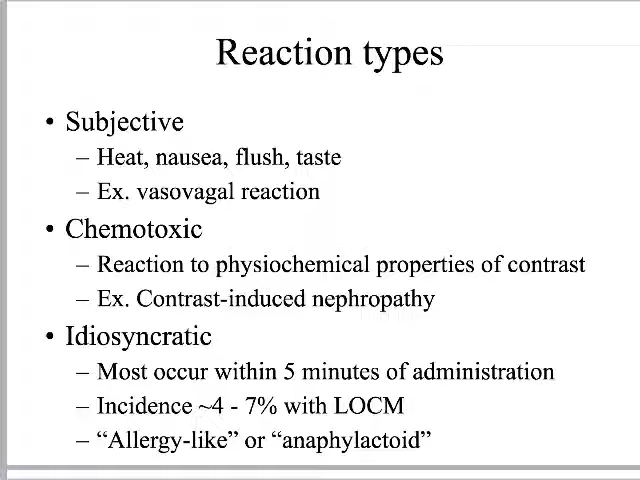 Reaction types
• Subjective
– Heat, nausea, flush, taste
– Ex. vasovagal reaction
• Chemotoxic
– Reaction to physiochemical properties of contrast
– Ex. Contrast-induced nephropathy
• Idiosyncratic
– Most occur within 5 minutes of administration
– Incidence ~4 - 7% with LOCM
– “Allergy-like” or “anaphylactoid”